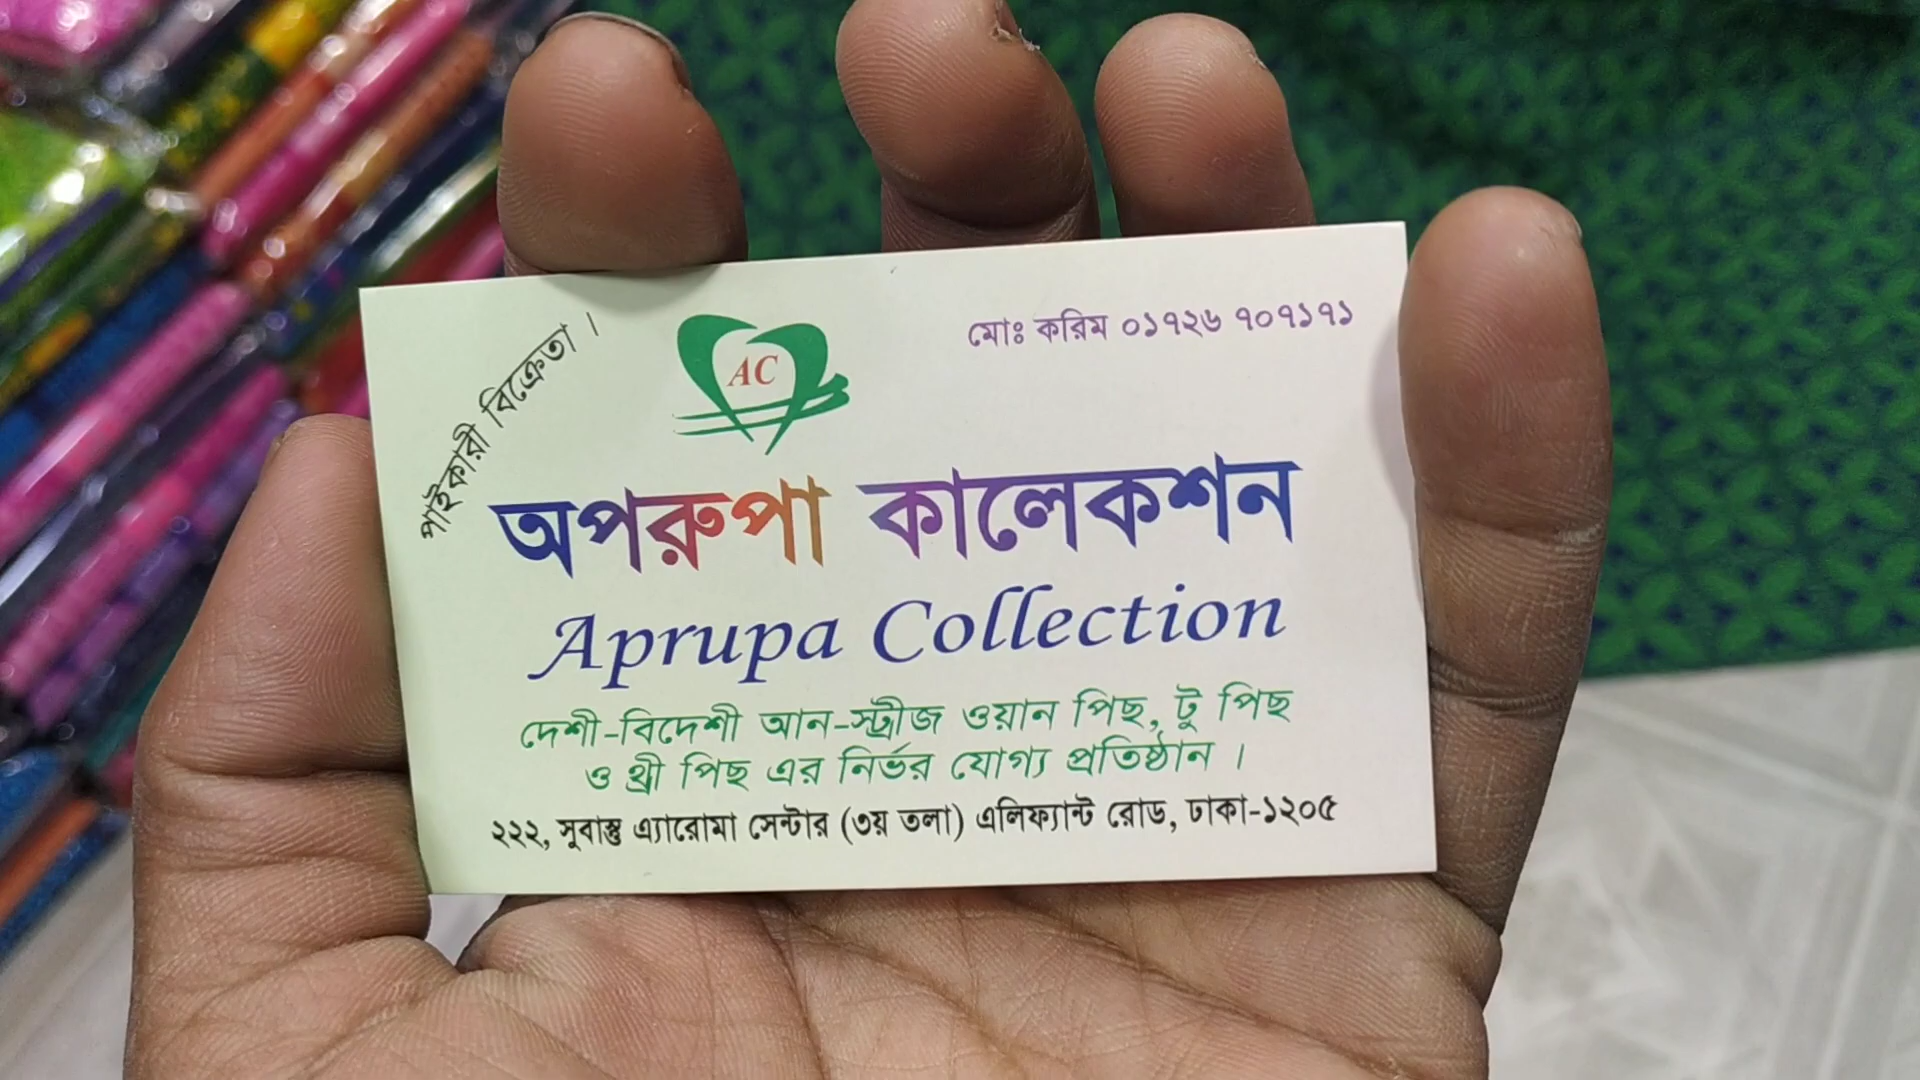 পাইকারী বিক্রেতা ।
AC
মোঃ করিম ০১৭২৬ ৭০৭১৭১
অপরুপা কালেকশন
Aprupa Collection
দেশী-বিদেশী আন-স্ট্রীজ ওয়ান পিছ, টু পিছ
ও থ্রী পিছ এর নির্ভর যোগ্য প্রতিষ্ঠান ।
২২২, সুবাস্তু এ্যারোমা সেন্টার (৩য় তলা) এলিফ্যান্ট রোড, ঢাকা-১২০৫